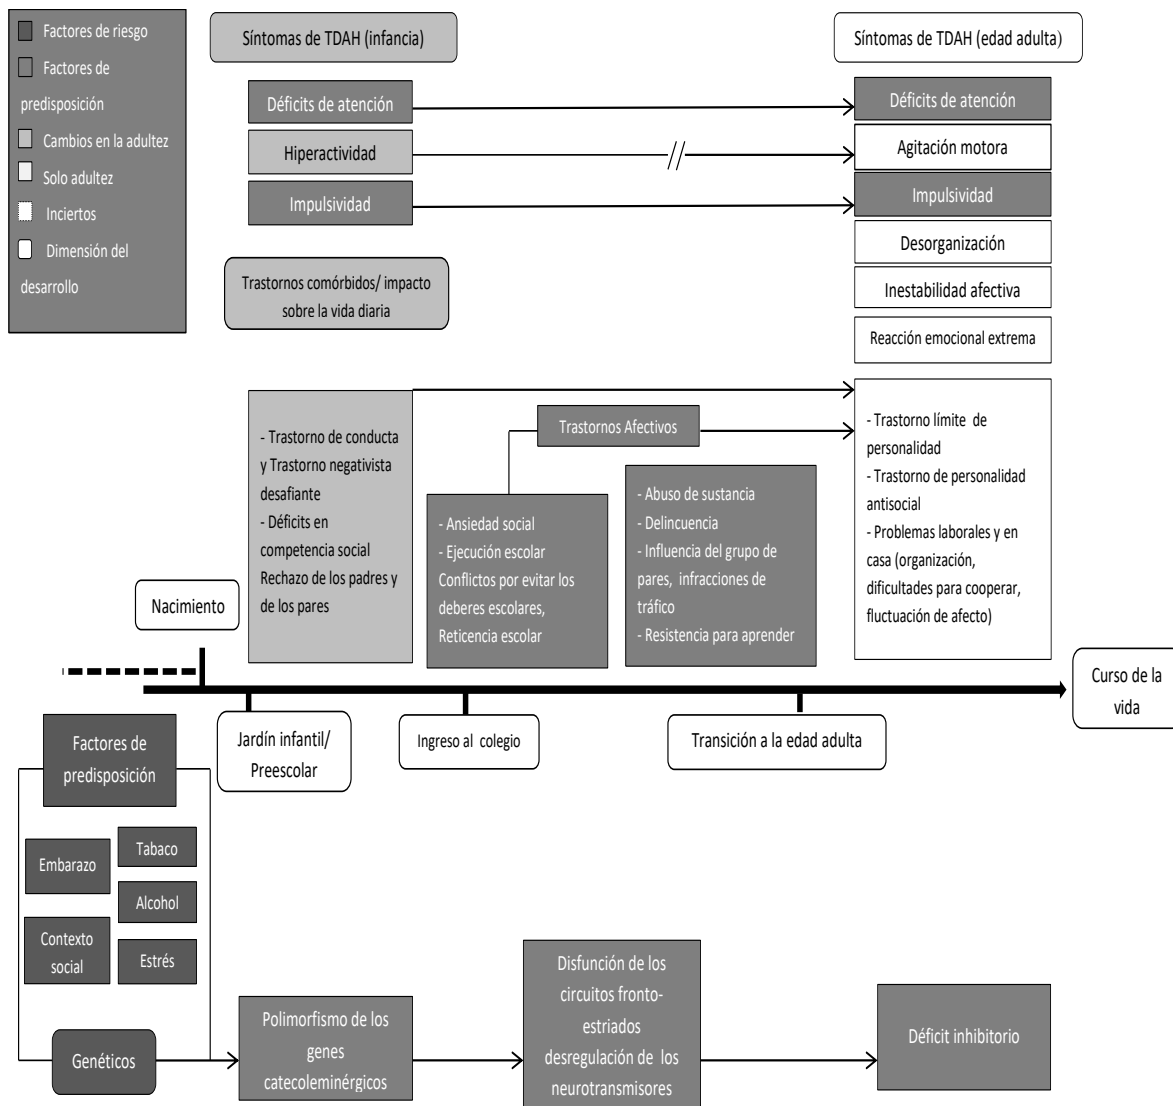 Factores de riesgo
Factores de
predisposición
Cambios en la adultez
Solo adultez
Inciertos
Dimensión del
desarrollo
Síntomas de TDAH (infancia)
Síntomas de TDAH (edad adulta)
Déficits de atención
Déficits de atención
Hiperactividad
Agitación motora
Impulsividad
Impulsividad
Desorganización
Inestabilidad afectiva
Reacción emocional extrema
Trastornos comórbidos/ impacto
sobre la vida diaria
- Trastorno de conducta
y Trastorno negativista
desafiante
- Déficits en
competencia social
Rechazo de los padres y
de los pares
Trastornos Afectivos
- Ansiedad social
- Ejecución escolar
Conflictos por evitar los
deberes escolares,
Reticencia escolar
- Abuso de sustancia
- Delincuencia
- Influencia del grupo de
pares, infracciones de
tráfico
- Resistencia para aprender
- Trastorno límite de
personalidad
- Trastorno de personalidad
antisocial
- Problemas laborales y en
casa (organización,
dificultades para cooperar,
fluctuación de afecto)
Nacimiento
Curso de la
vida
Jardín infantil/
Preescolar
Ingreso al colegio
Transición a la edad adulta
Factores de
predisposición
Embarazo
Tabaco
Alcohol
Contexto
social
Estrés
Genéticos
Polimorfismo de los
genes
catecoleminérgicos
Disfunción de los
circuitos fronto-
estriados
desregulación de los
neurotransmisores
Déficit inhibitorio